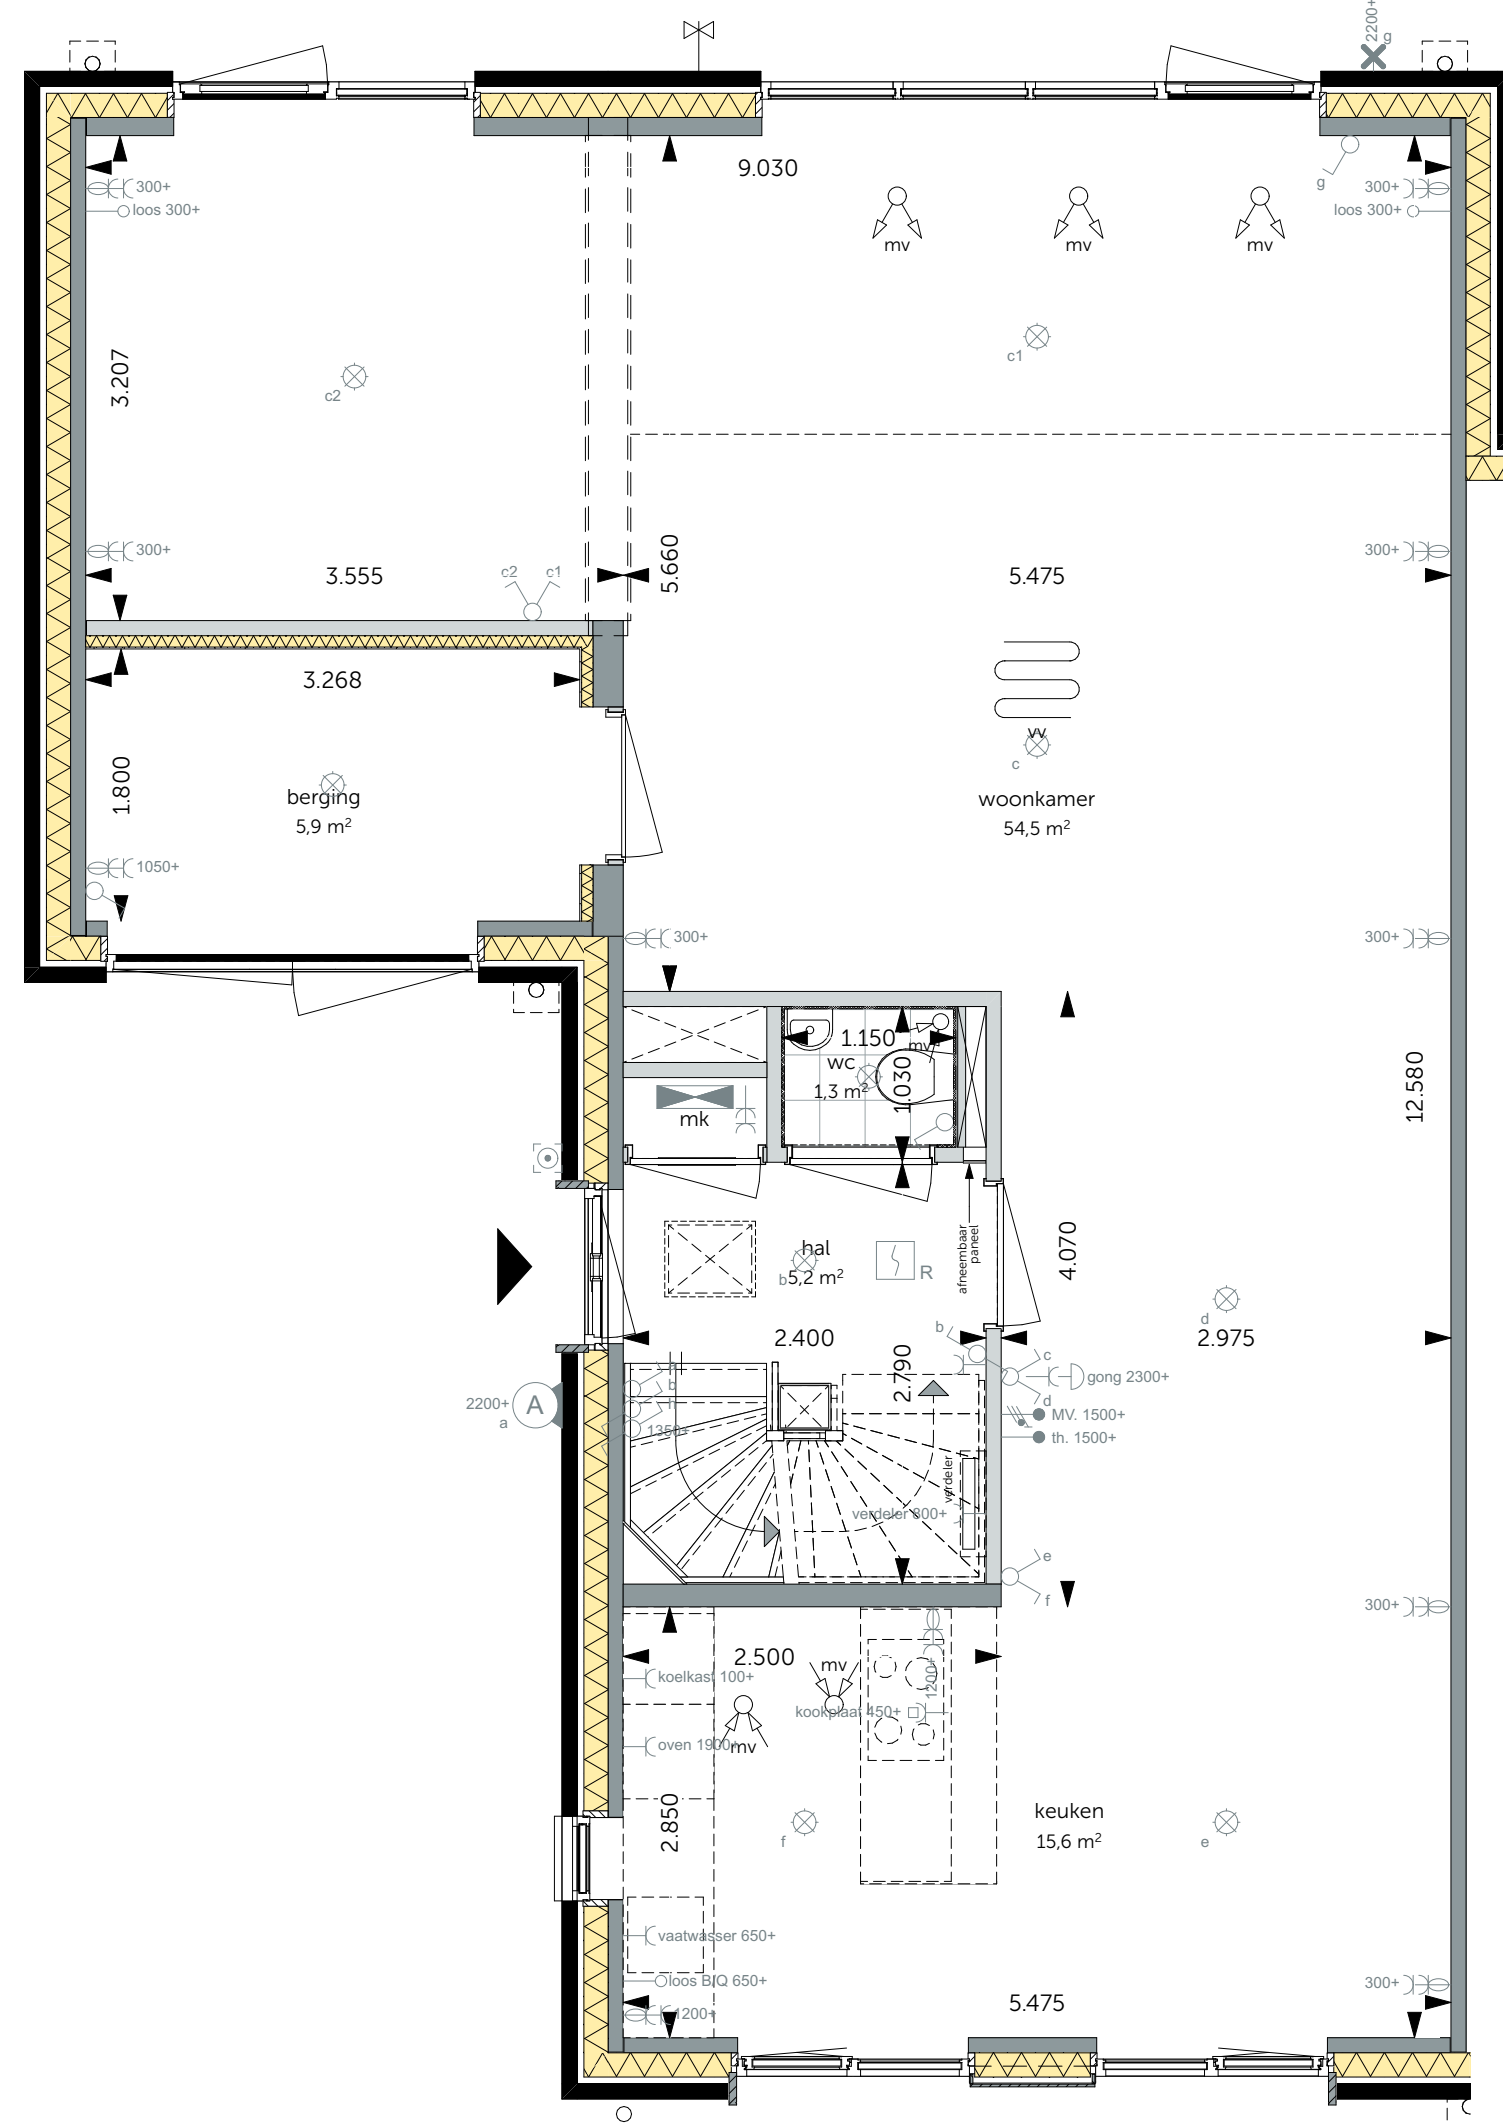 2200+
g
9.030
300+
loos 300+
g
300+
loos 300+
mv
mv
mv
3.207
c2
c1
300+
300+
3.555
c2
c1
5.660
5.475
3.268
vv
c
1.800
berging
5,9 m²
woonkamer
54,5 m²
1050+
300+
300+
1.150
mv
wc
1,3 m²
1.030
mk
12.580
afneembaar
paneel
hal
b
5,2 m²
R
4.070
d
2.400
2.975
b
c
2.790
gong 2300+
d
b
h
2200+
A
a
MV. 1500+
1350+
th. 1500+
verdeler
verdeler 800+
e
f
300+
2.500
mv
koelkast 100+
1200+
kookplaat 450+
oven 1900+
mv
2.850
keuken
15,6 m²
f
e
vaatwasser 650+
loos BIQ 650+
300+
5.475
1200+